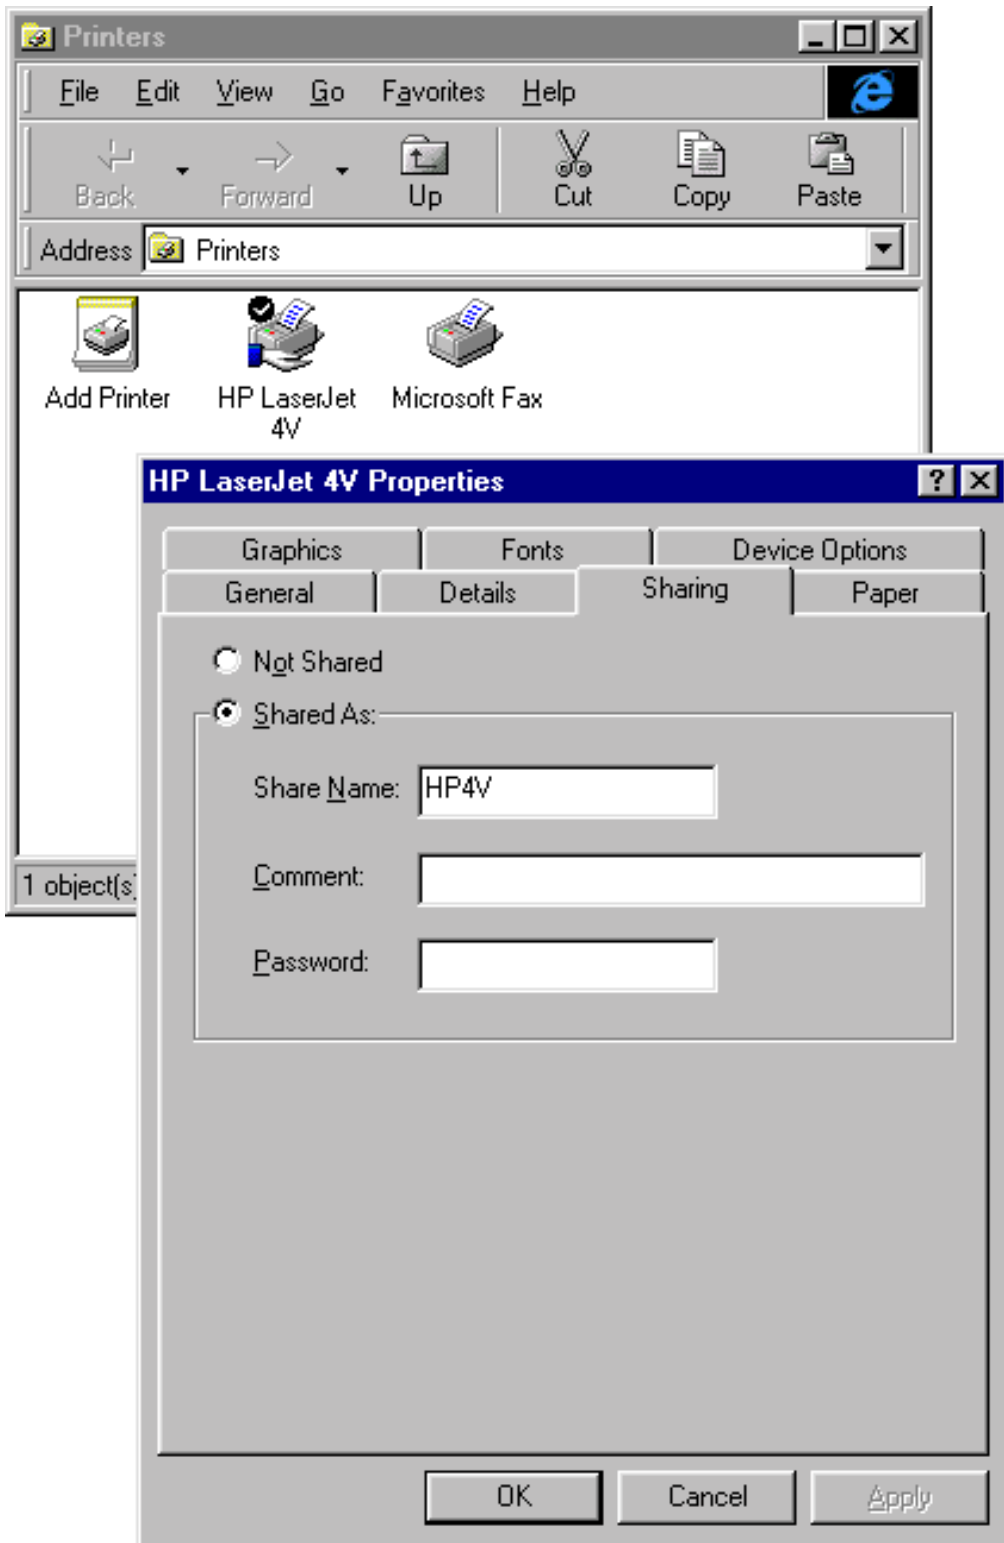 Printers
File Edit View Go Favorites Help
Back Forward Up Cut Copy Paste
Address Printers
Add Printer HP LaserJet 4V Microsoft Fax
1 object(s)
HP LaserJet 4V Properties
Graphics Fonts Device Options
General Details Sharing Paper
Not Shared
Shared As:
Share Name: HP4V
Comment:
Password:
OK Cancel Apply